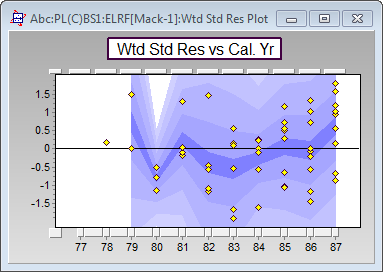 Abc:PL(C)BS1:ELRF[Mack-1]:Wtd Std Res Plot
Wtd Std Res vs Cal. Yr
1.5
1
0.5
0
-0.5
-1
-1.5
77 78 79 80 81 82 83 84 85 86 87